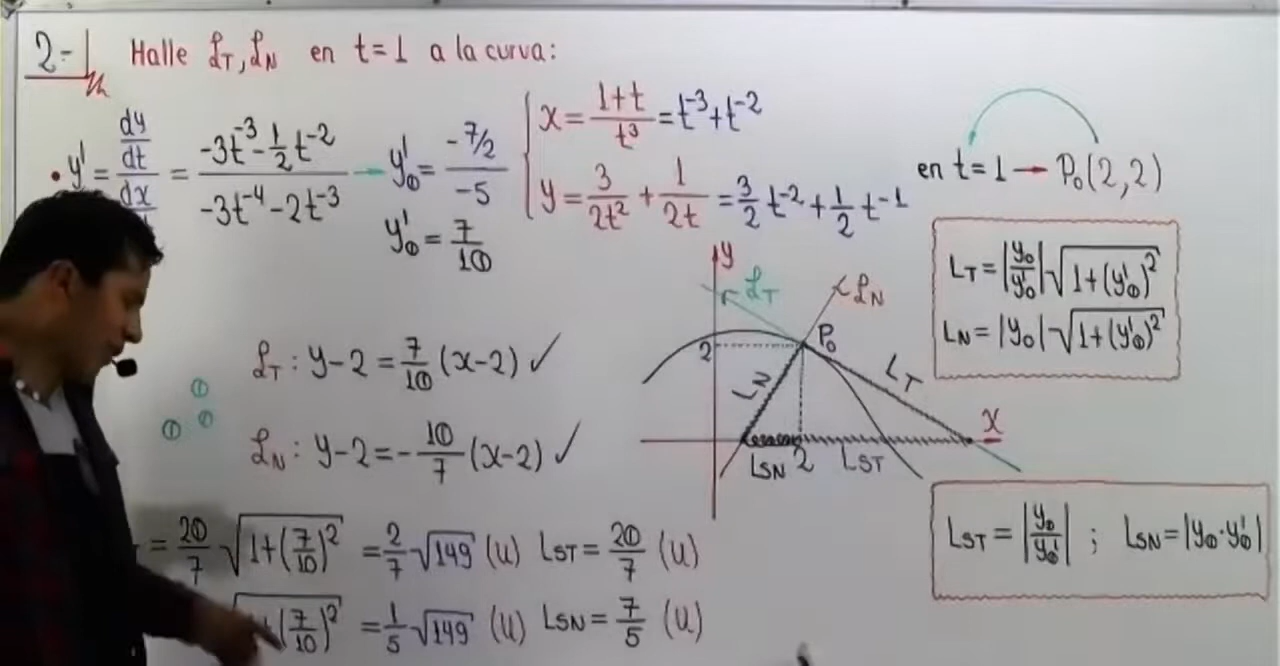 2-1 Halle ℒT, ℒN en t=1 a la curva:
x = (1+t)/t³ = t⁻³+t⁻²
y = 3/(2t²) + 1/(2t) = 3/2 t⁻² + 1/2 t⁻¹
• y' = (dy/dt)/(dx/ = (-3t⁻³ - 1/2 t⁻²)/(-3t⁻⁴ - 2t⁻³) → y'₀ = (-7/2)/(-5)
y'₀ = 7/10
en t=1 → P₀(2,2)
LT = |y₀/y'₀| √(1+(y'₀)²)
LN = |y₀| √(1+(y'₀)²)
y
ℒT
ℒN
P₀
2
LN
LT
x
LSN 2 LST
ℒT: y-2 = 7/10 (x-2) ✓
ℒN: y-2 = -10/7 (x-2) ✓
= 20/7 √(1+(7/10)²) = 2/7 √149 (u) LST = 20/7 (u)
+(7/10)² = 1/5 √149 (u) LSN = 7/5 (u)
LST = |y₀/y'₀| ; LSN = |y₀·y'₀|